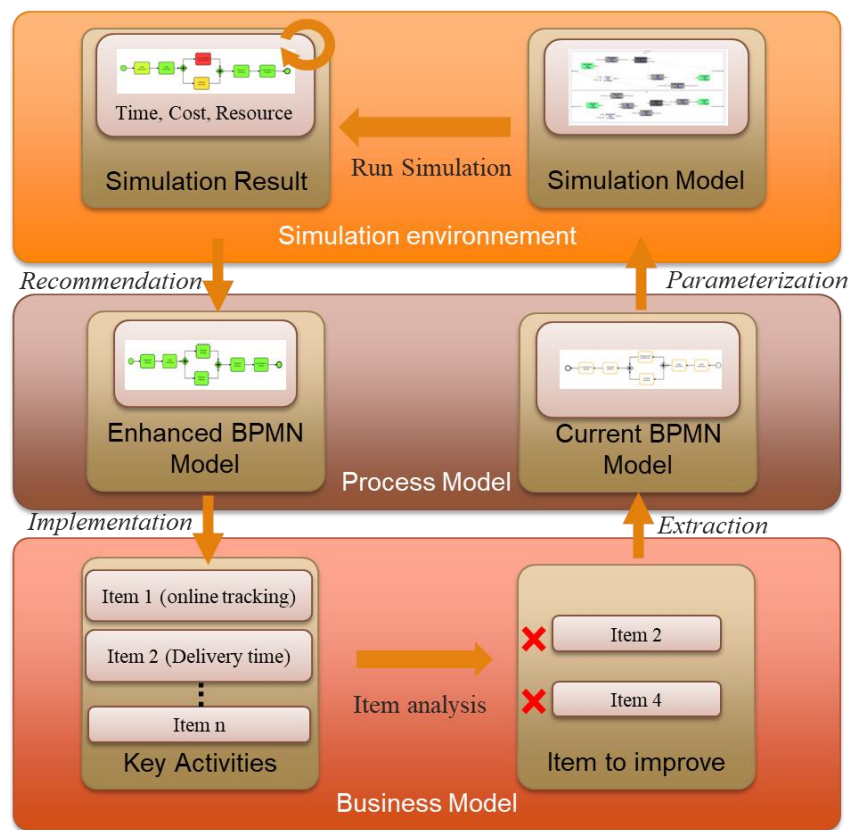 Time, Cost, Resource
Simulation Result
Run Simulation
Simulation Model
Simulation environnement
Recommendation
Parameterization
Enhanced BPMN
Model
Current BPMN
Model
Process Model
Implementation
Extraction
Item 1 (online tracking)
Item 2 (Delivery time)
Item n
Key Activities
Item analysis
Item 2
Item 4
Item to improve
Business Model